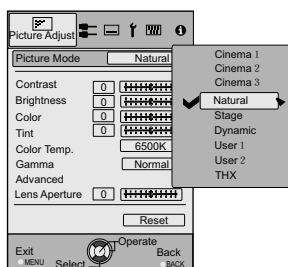 Picture Adjust
Picture Mode Natural
Contrast 0
Brightness 0
Color 0
Tint 0
Color Temp. 6500K
Gamma Normal
Advanced
Lens Aperture 0
Reset
Exit
MENU
Select
Operate
Back
BACK
Cinema 1
Cinema 2
Cinema 3
Natural
Stage
Dynamic
User 1
User 2
THX